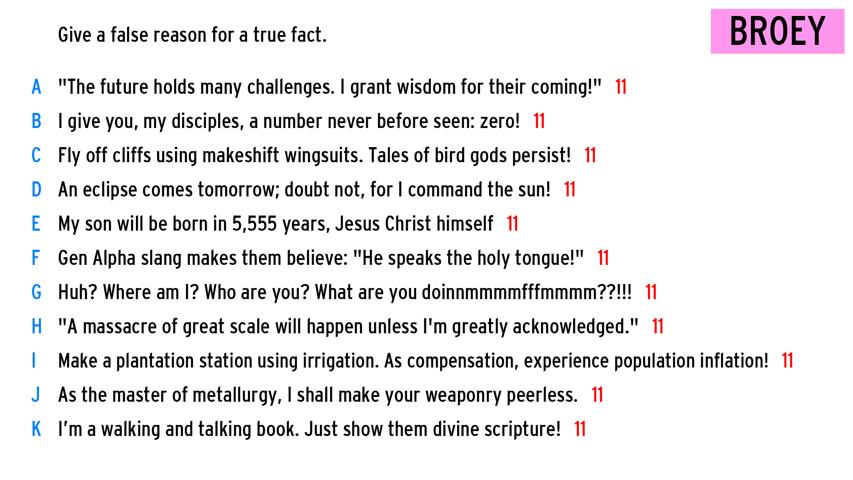 Give a false reason for a true fact.
BROEY
A "The future holds many challenges. I grant wisdom for their coming!" 11
B I give you, my disciples, a number never before seen: zero! 11
C Fly off cliffs using makeshift wingsuits. Tales of bird gods persist! 11
D An eclipse comes tomorrow; doubt not, for I command the sun! 11
E My son will be born in 5,555 years, Jesus Christ himself 11
F Gen Alpha slang makes them believe: "He speaks the holy tongue!" 11
G Huh? Where am I? Who are you? What are you doinnmmmmfffmmmm??!!! 11
H "A massacre of great scale will happen unless I'm greatly acknowledged." 11
I Make a plantation station using irrigation. As compensation, experience population inflation! 11
J As the master of metallurgy, I shall make your weaponry peerless. 11
K I'm a walking and talking book. Just show them divine scripture! 11